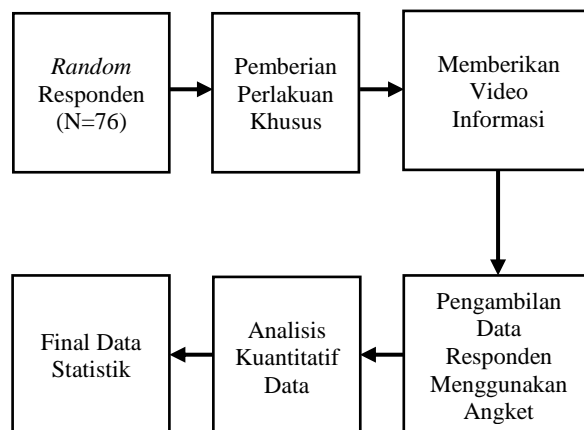 Random
Responden
(N=76)
Pemberian
Perlakuan
Khusus
Memberikan
Video
Informasi
Pengambilan
Data
Responden
Menggunakan
Angket
Analisis
Kuantitatif
Data
Final Data
Statistik